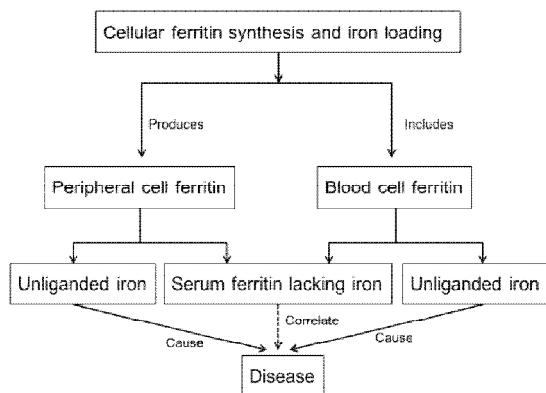 Cellular ferritin synthesis and iron loading
Produces
Includes
Peripheral cell ferritin
Blood cell ferritin
Unliganded iron
Serum ferritin lacking iron
Unliganded iron
Correlate
Cause
Cause
Disease